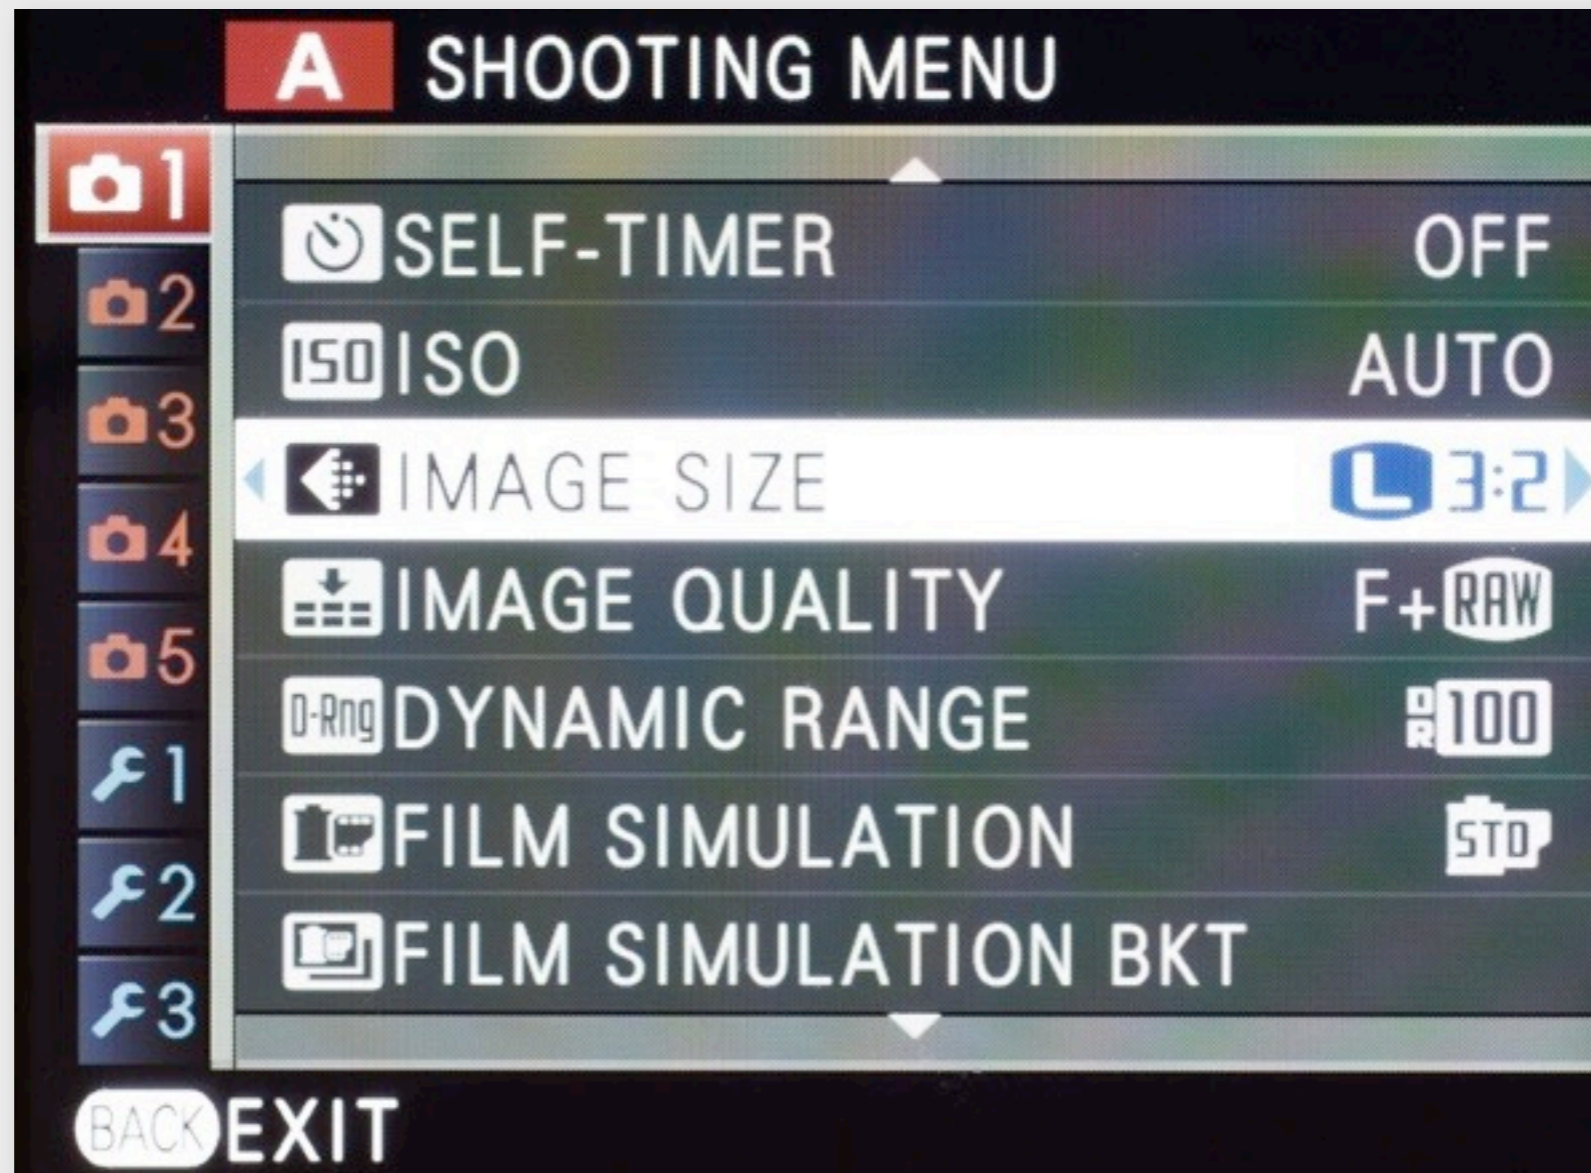 A SHOOTING MENU
1
SELF-TIMER OFF
2
ISO ISO AUTO
3
IMAGE SIZE L 3:2
4
IMAGE QUALITY F+RAW
5
D-Rng DYNAMIC RANGE DR100
1
FILM SIMULATION STD
2
FILM SIMULATION BKT
3
BACK EXIT